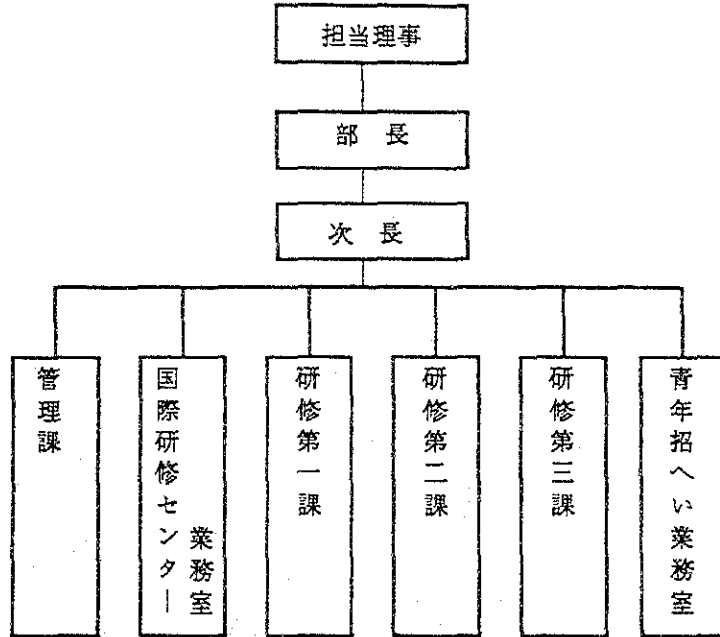 担当理事
部長
次長
管理課
国際研修センター
業務室
研修第一課
研修第二課
研修第三課
青年招へい業務室